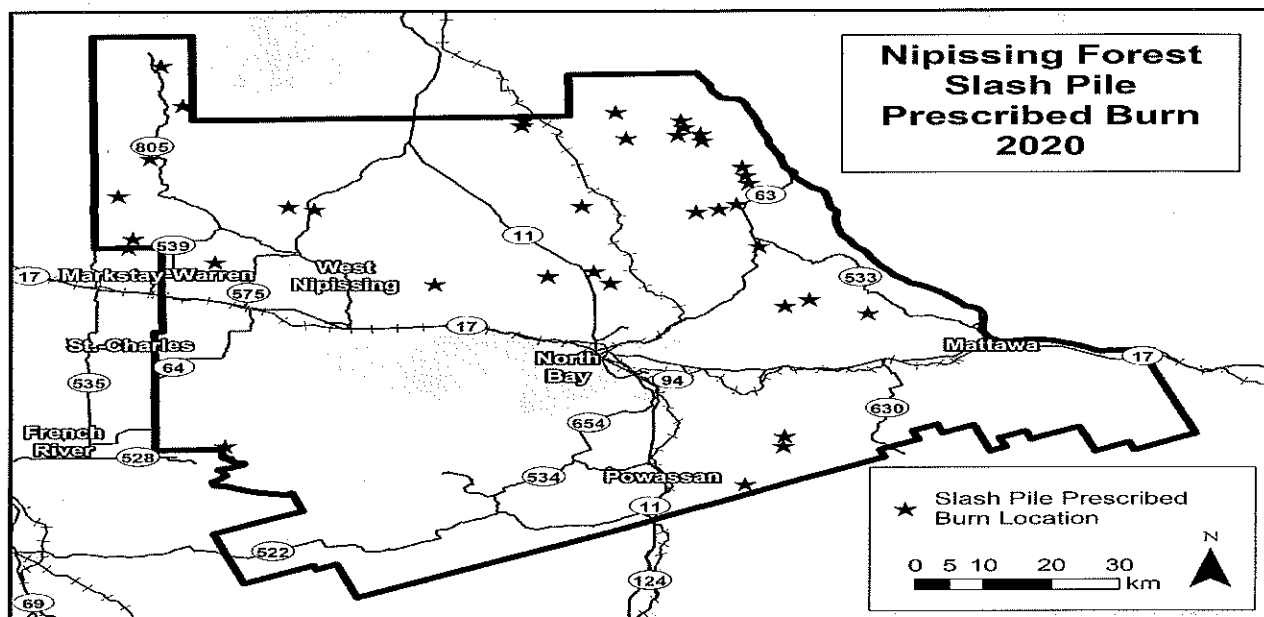 Nipissing Forest
Slash Pile
Prescribed Burn
2020
805
63
11
539
17
Markstay-Warren
West
Nipissing
575
533
17
St.-Charles
64
North
Bay
Mattawa
17
535
94
630
654
French
River
528
534
Powassan
11
522
124
69
Slash Pile Prescribed
Burn Location
N
0 5 10 20 30
km